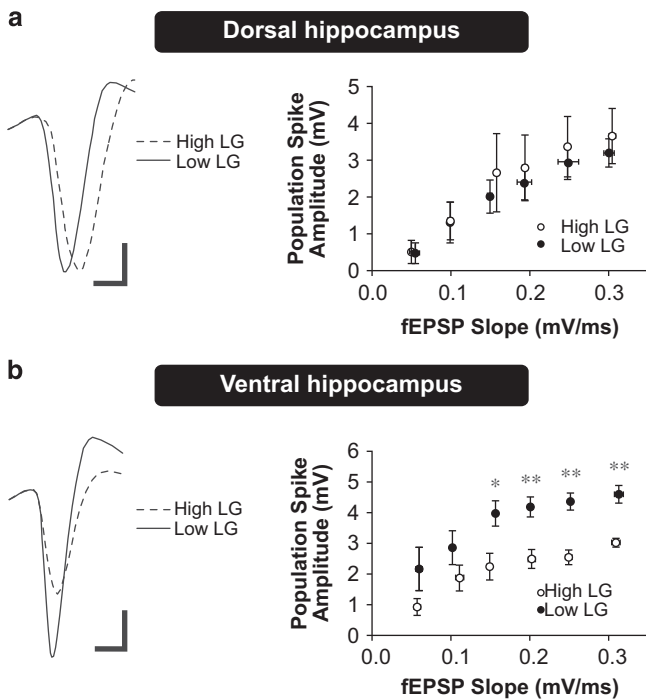 a
Dorsal hippocampus
High LG
Low LG
Population Spike
Amplitude (mV)
5
4
3
2
1
0
High LG
Low LG
0.0 0.1 0.2 0.3
fEPSP Slope (mV/ms)
b
Ventral hippocampus
High LG
Low LG
Population Spike
Amplitude (mV)
6
5
4
3
2
1
0
* ** ** **
High LG
Low LG
0.0 0.1 0.2 0.3
fEPSP Slope (mV/ms)